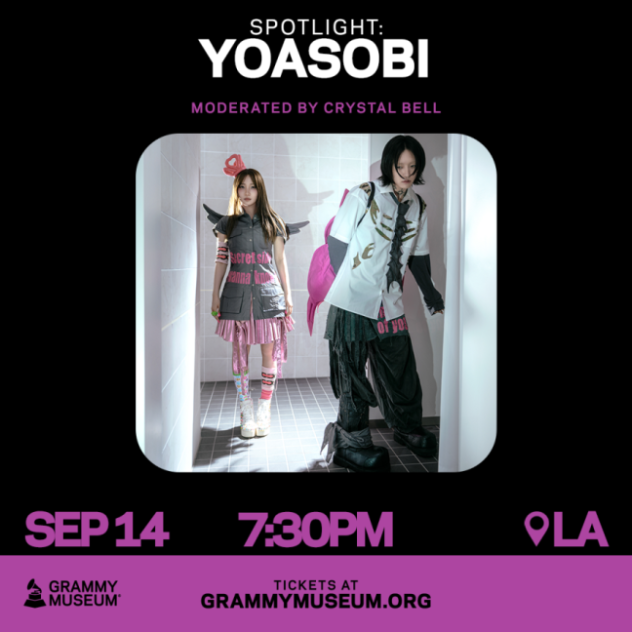 SPOTLIGHT:
YOASOBI
MODERATED BY CRYSTAL BELL
SEP 14
7:30PM
LA
GRAMMY
MUSEUM
TICKETS AT
GRAMMYMUSEUM.ORG